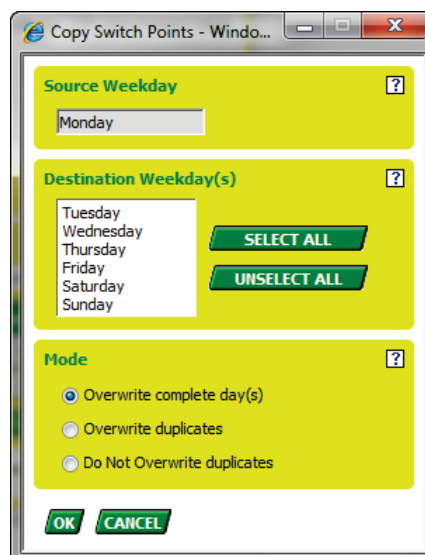 Copy Switch Points - Windo...
Source Weekday ?
Monday
Destination Weekday(s) ?
Tuesday
Wednesday
Thursday
Friday
Saturday
Sunday
SELECT ALL
UNSELECT ALL
Mode ?
Overwrite complete day(s)
Overwrite duplicates
Do Not Overwrite duplicates
OK CANCEL